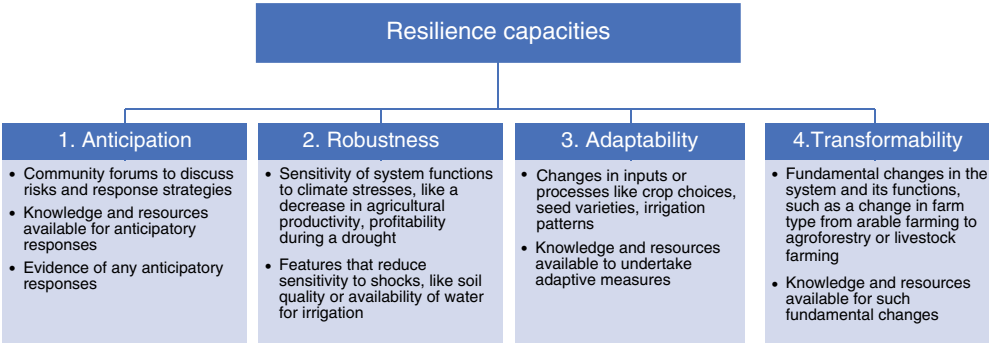 Resilience capacities
1. Anticipation
• Community forums to discuss
risks and response strategies
• Knowledge and resources
available for anticipatory
responses
• Evidence of any anticipatory
responses
2. Robustness
• Sensitivity of system functions
to climate stresses, like a
decrease in agricultural
productivity, profitability
during a drought
• Features that reduce
sensitivity to shocks, like soil
quality or availability of water
for irrigation
3. Adaptability
• Changes in inputs or
processes like crop choices,
seed varieties, irrigation
patterns
• Knowledge and resources
available to undertake
adaptive measures
4.Transformability
• Fundamental changes in the
system and its functions,
such as a change in farm
type from arable farming to
agroforestry or livestock
farming
• Knowledge and resources
available for such
fundamental changes